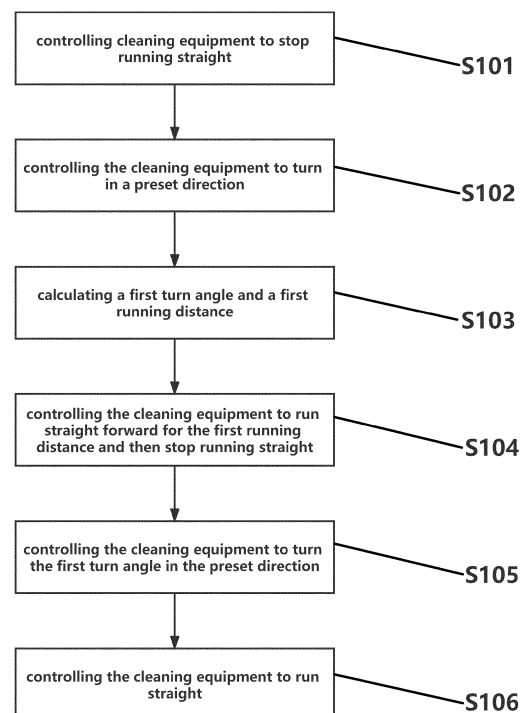 controlling cleaning equipment to stop
running straight
S101
controlling the cleaning equipment to turn
in a preset direction
S102
calculating a first turn angle and a first
running distance
S103
controlling the cleaning equipment to run
straight forward for the first running
distance and then stop running straight
S104
controlling the cleaning equipment to turn
the first turn angle in the preset direction
S105
controlling the cleaning equipment to run
straight
S106